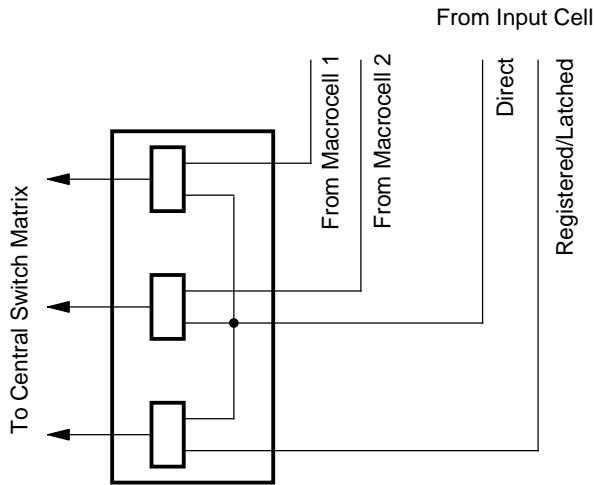 From Input Cell
From Macrocell 1
From Macrocell 2
Direct
Registered/Latched
To Central Switch Matrix